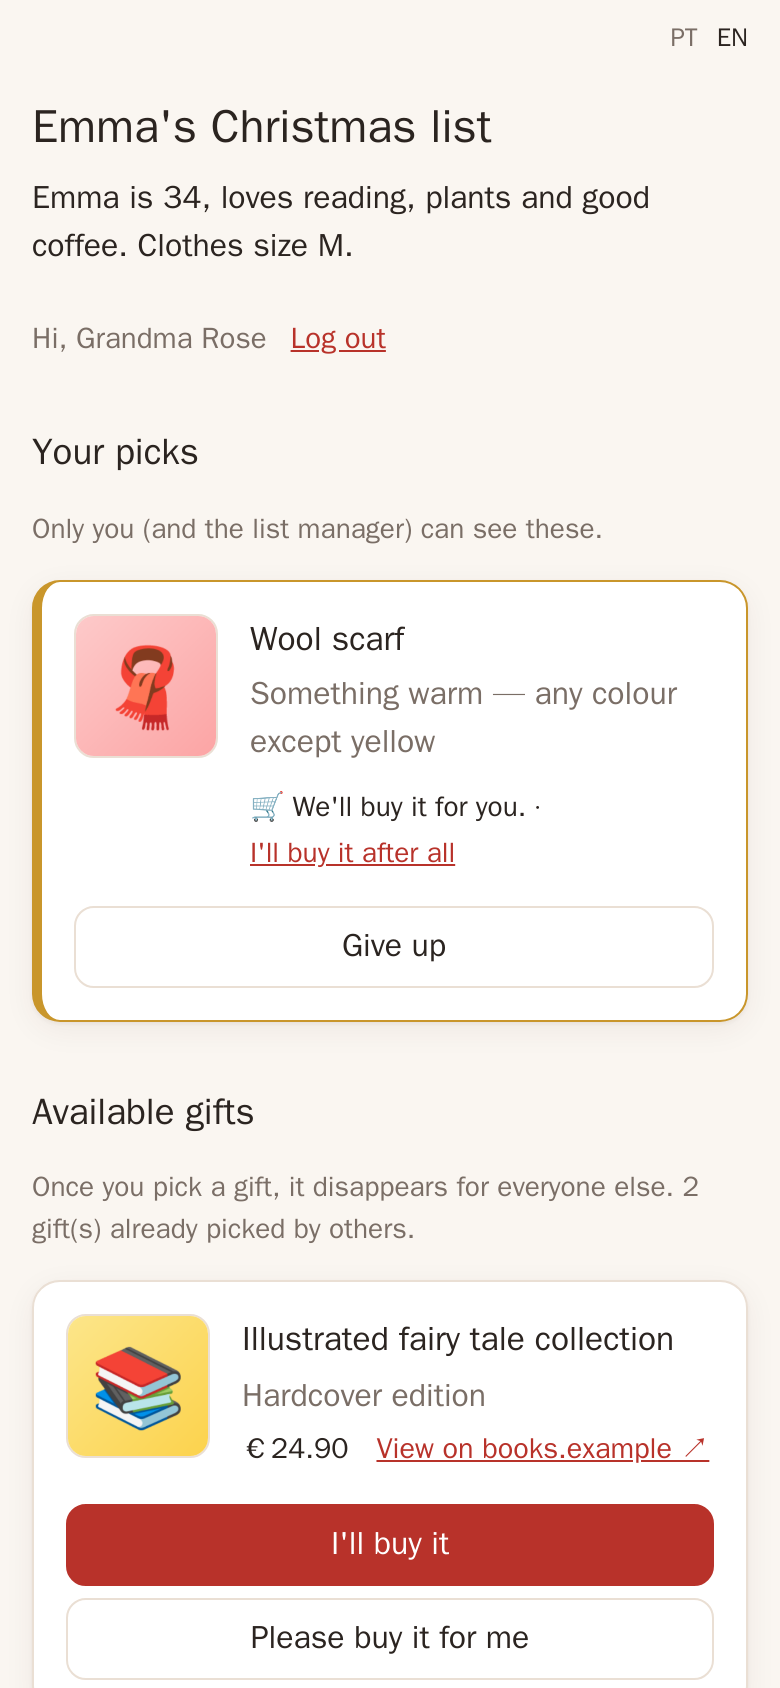 PT EN
Emma's Christmas list
Emma is 34, loves reading, plants and good
coffee. Clothes size M.
Hi, Grandma Rose Log out
Your picks
Only you (and the list manager) can see these.
Wool scarf
Something warm — any colour
except yellow
🛒 We'll buy it for you. ·
I'll buy it after all
Give up
Available gifts
Once you pick a gift, it disappears for everyone else. 2
gift(s) already picked by others.
Illustrated fairy tale collection
Hardcover edition
€ 24.90 View on books.example ↗
I'll buy it
Please buy it for me